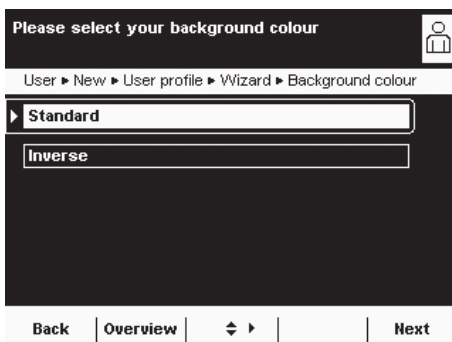 Please select your background colour
User ▸ New ▸ User profile ▸ Wizard ▸ Background colour
Standard
Inverse
Back Overview Next